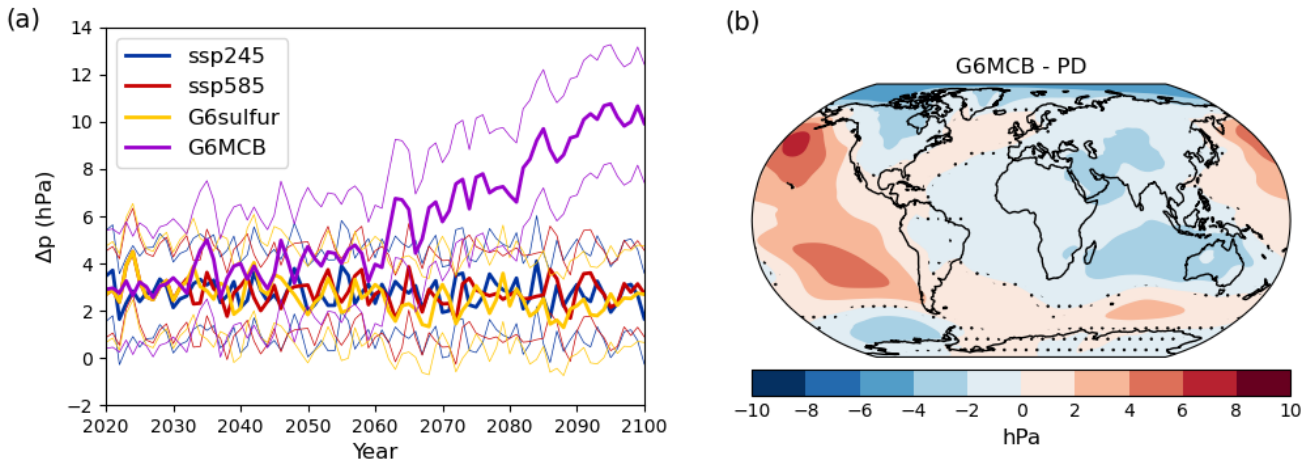 (a)
14
12
10
8
6
4
2
0
−2
Δp (hPa)
ssp245
ssp585
G6sulfur
G6MCB
2020 2030 2040 2050 2060 2070 2080 2090 2100
Year
(b)
G6MCB - PD
−10 −8 −6 −4 −2 0 2 4 6 8 10
hPa